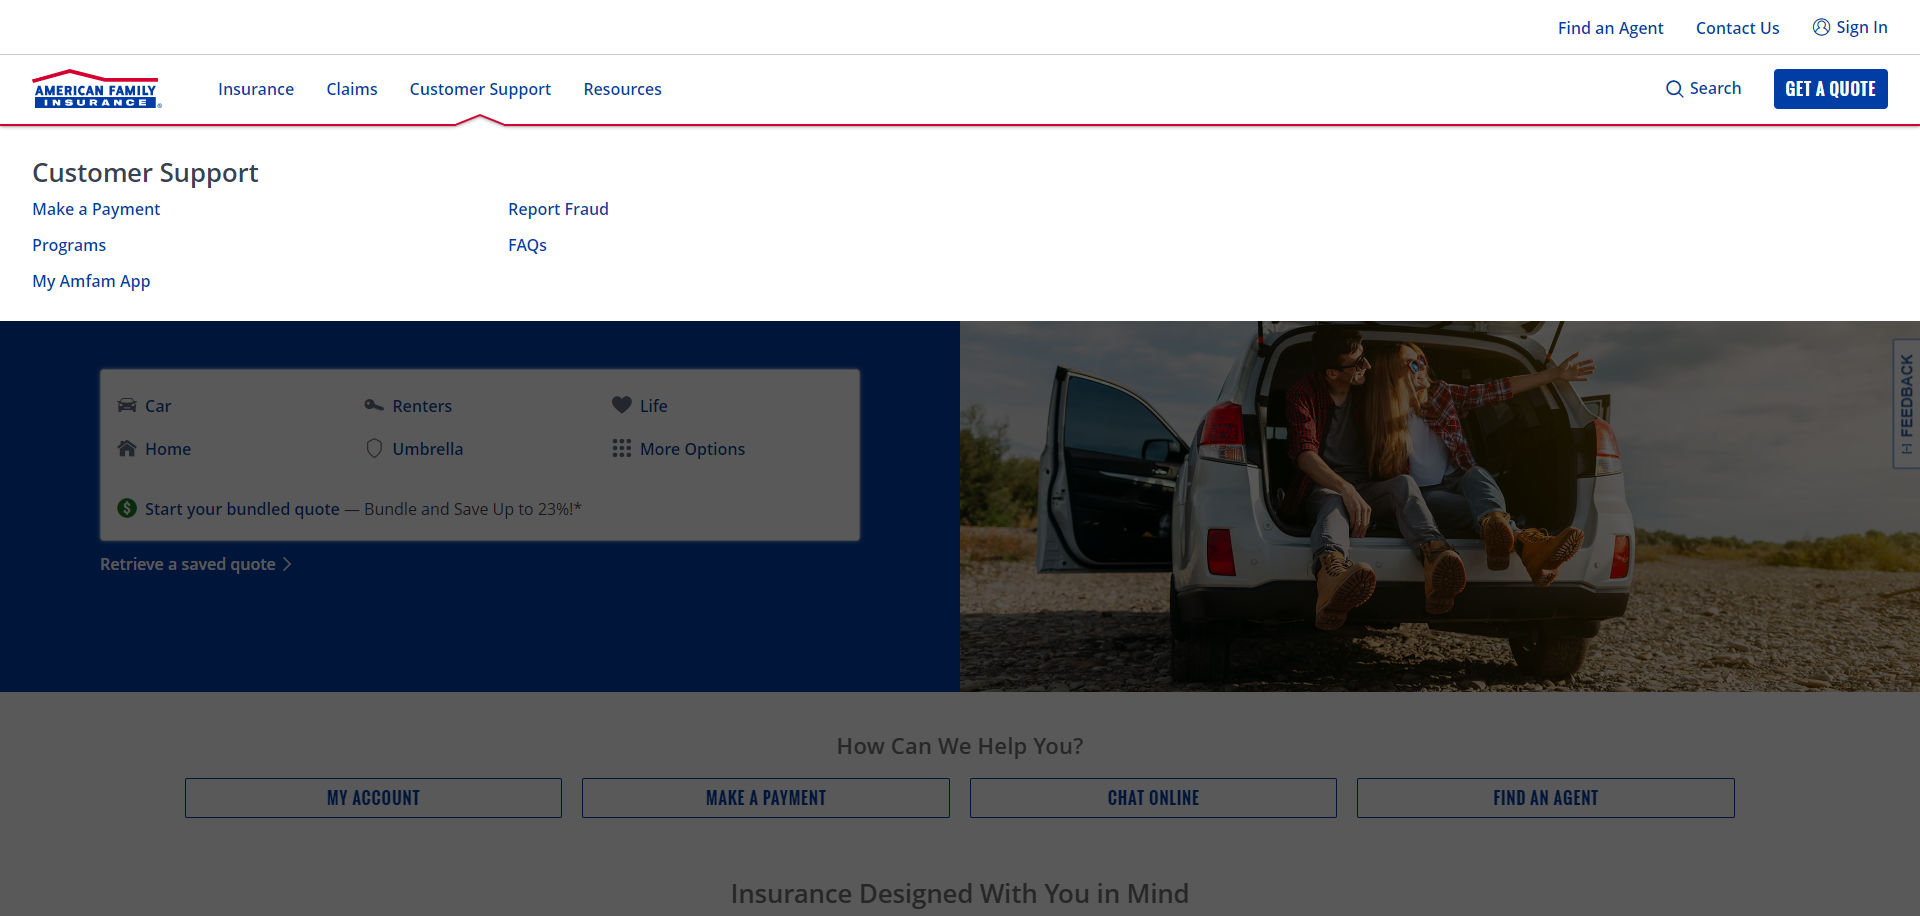 Find an Agent Contact Us Sign In
AMERICAN FAMILY
INSURANCE ®
Insurance Claims Customer Support Resources
Search GET A QUOTE
Customer Support
Make a Payment Report Fraud
Programs FAQs
My Amfam App
Car Renters Life
Home Umbrella More Options
Start your bundled quote — Bundle and Save Up to 23%!*
Retrieve a saved quote
FEEDBACK
How Can We Help You?
MY ACCOUNT MAKE A PAYMENT CHAT ONLINE FIND AN AGENT
Insurance Designed With You in Mind